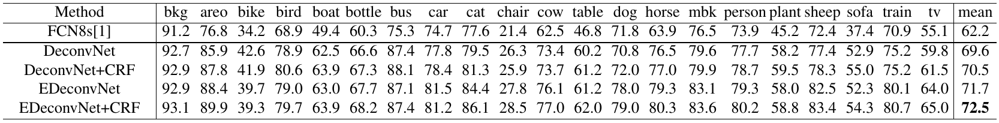 Method bkg areo bike bird boat bottle bus car cat chair cow table dog horse mbk person plant sheep sofa train tv mean
FCN8s[1] 91.2 76.8 34.2 68.9 49.4 60.3 75.3 74.7 77.6 21.4 62.5 46.8 71.8 63.9 76.5 73.9 45.2 72.4 37.4 70.9 55.1 62.2
DeconvNet 92.7 85.9 42.6 78.9 62.5 66.6 87.4 77.8 79.5 26.3 73.4 60.2 70.8 76.5 79.6 77.7 58.2 77.4 52.9 75.2 59.8 69.6
DeconvNet+CRF 92.9 87.8 41.9 80.6 63.9 67.3 88.1 78.4 81.3 25.9 73.7 61.2 72.0 77.0 79.9 78.7 59.5 78.3 55.0 75.2 61.5 70.5
EDeconvNet 92.9 88.4 39.7 79.0 63.0 67.7 87.1 81.5 84.4 27.8 76.1 61.2 78.0 79.3 83.1 79.3 58.0 82.5 52.3 80.1 64.0 71.7
EDeconvNet+CRF 93.1 89.9 39.3 79.7 63.9 68.2 87.4 81.2 86.1 28.5 77.0 62.0 79.0 80.3 83.6 80.2 58.8 83.4 54.3 80.7 65.0 72.5